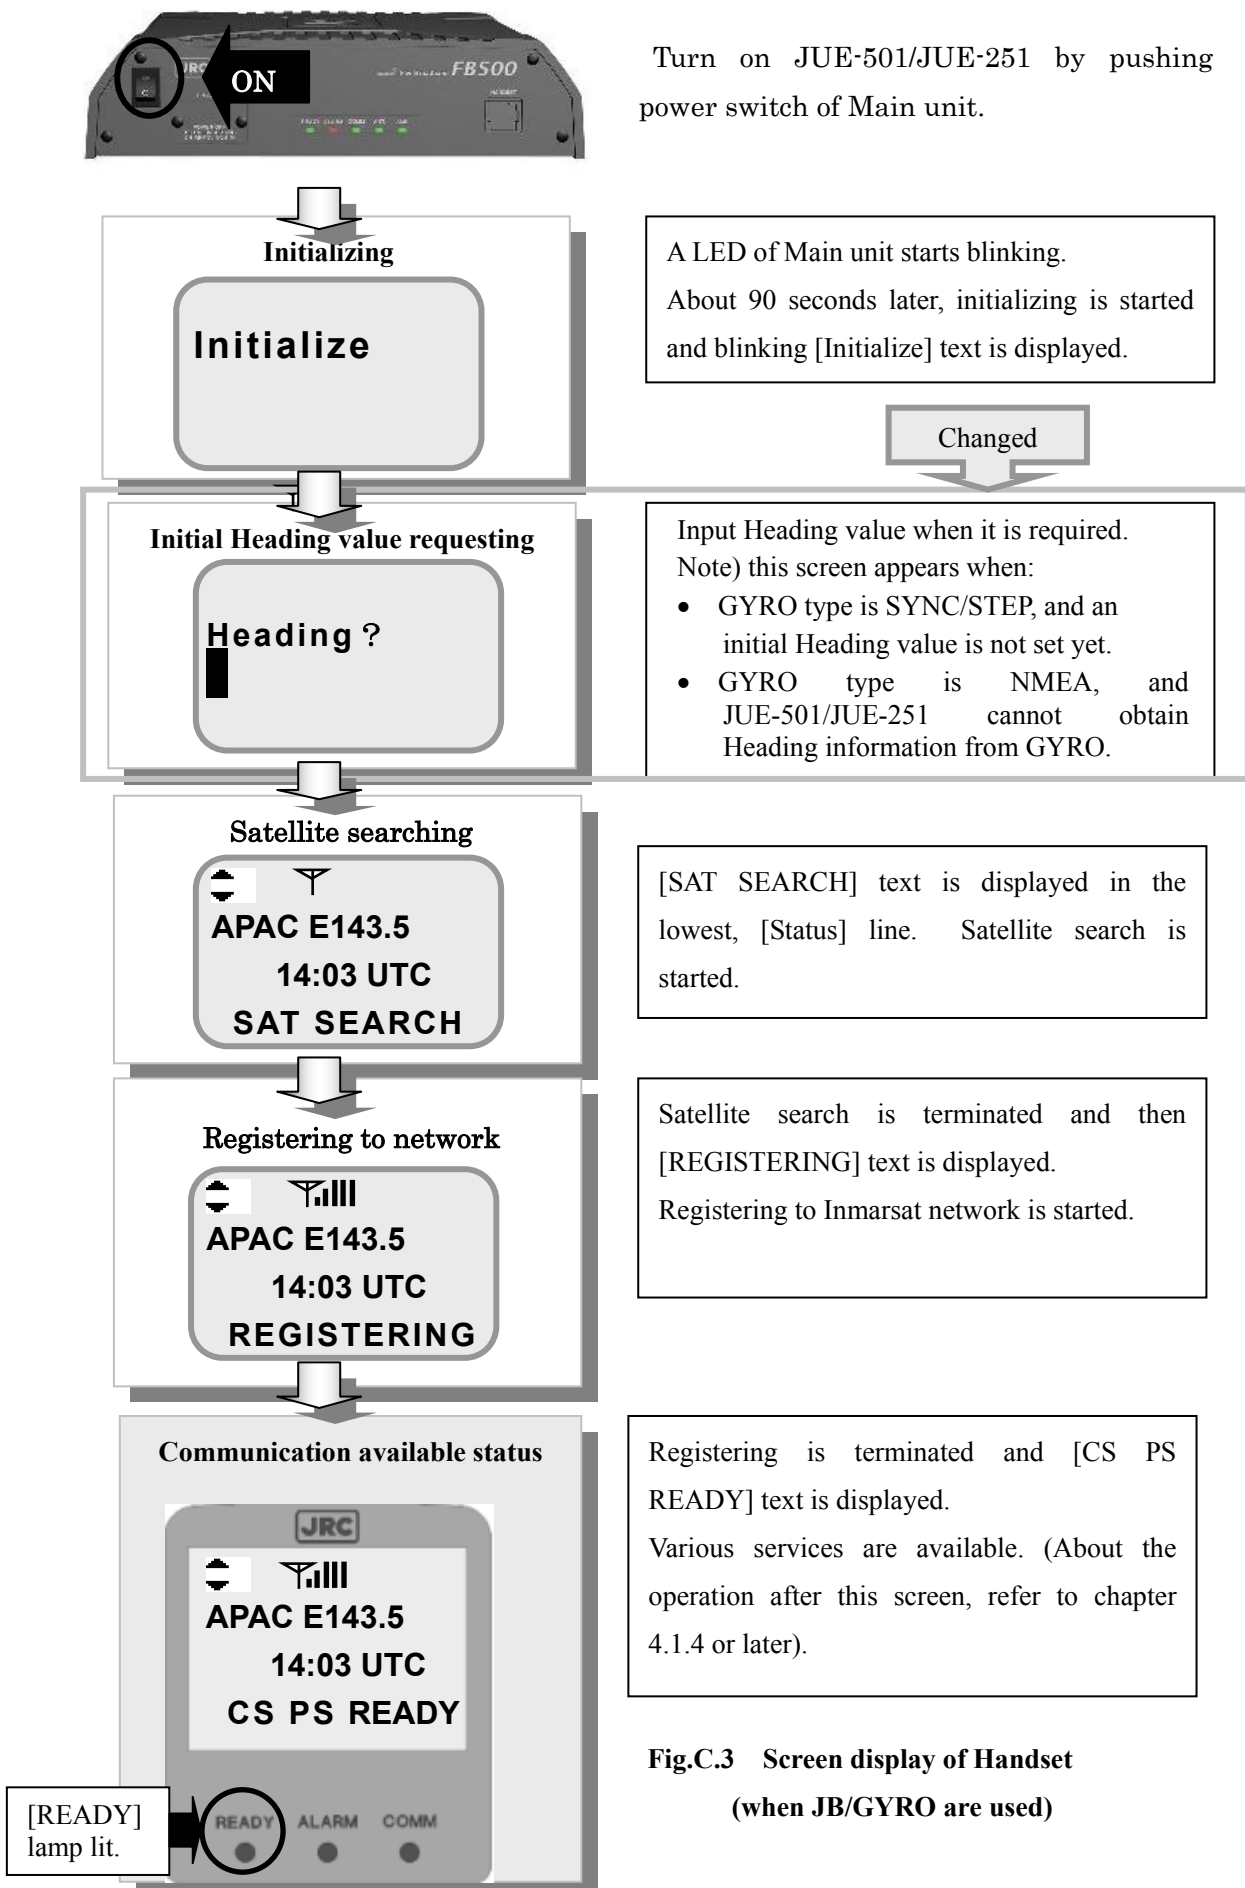 JRC
ON
FB500
HANDSET
Turn on JUE-501/JUE-251 by pushing
power switch of Main unit.
Initializing
Initialize
A LED of Main unit starts blinking.
About 90 seconds later, initializing is started
and blinking [Initialize] text is displayed.
Changed
Initial Heading value requesting
Heading?
Input Heading value when it is required.
Note) this screen appears when:
• GYRO type is SYNC/STEP, and an
initial Heading value is not set yet.
• GYRO type is NMEA, and
JUE-501/JUE-251 cannot obtain
Heading information from GYRO.
Satellite searching
APAC E143.5
14:03 UTC
SAT SEARCH
[SAT SEARCH] text is displayed in the
lowest, [Status] line. Satellite search is
started.
Registering to network
APAC E143.5
14:03 UTC
REGISTERING
Satellite search is terminated and then
[REGISTERING] text is displayed.
Registering to Inmarsat network is started.
Communication available status
JRC
APAC E143.5
14:03 UTC
CS PS READY
READY ALARM COMM
[READY]
lamp lit.
Registering is terminated and [CS PS
READY] text is displayed.
Various services are available. (About the
operation after this screen, refer to chapter
4.1.4 or later).
Fig.C.3 Screen display of Handset
(when JB/GYRO are used)